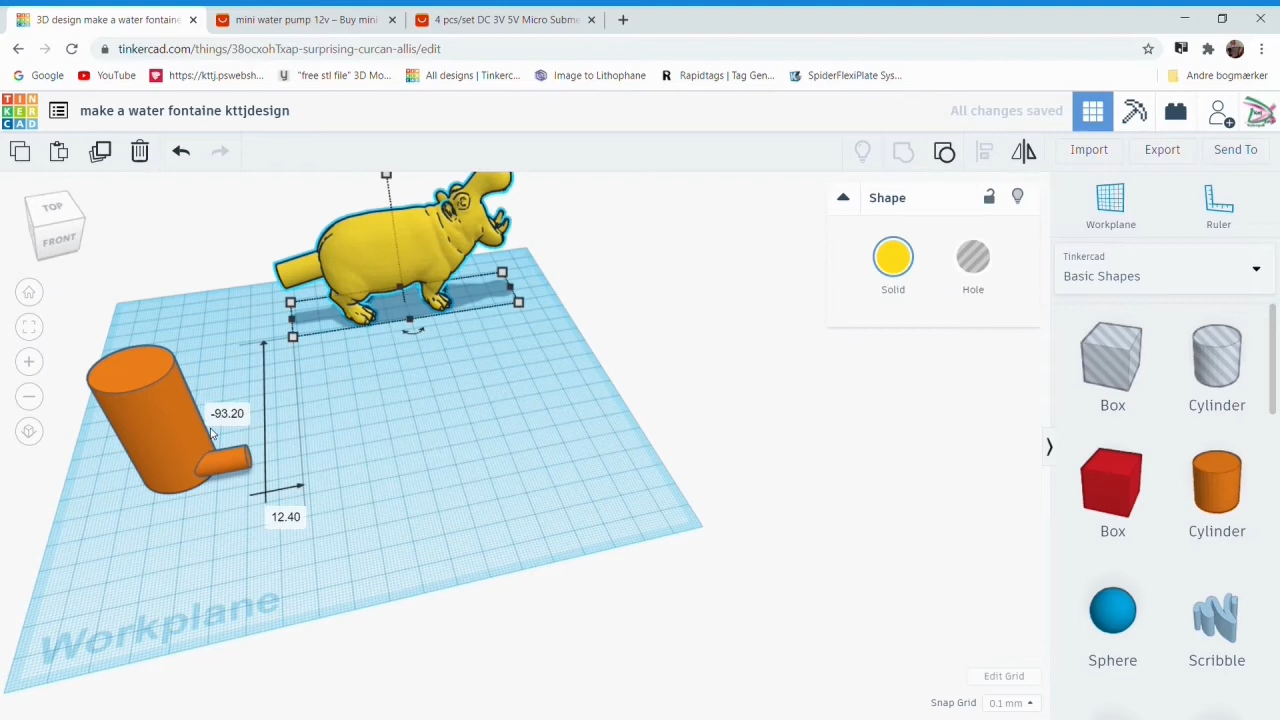 3D design make a water fontaine
mini water pump 12v – Buy mini
4 pcs/set DC 3V 5V Micro Subme
tinkercad.com/things/38ocxohTxap-surprising-curcan-allis/edit
Google
YouTube
https://kttj.pswebsh...
"free stl file" 3D Mo...
All designs | Tinkerc...
Image to Lithophane
Rapidtags | Tag Gen...
SpiderFlexiPlate Sys...
Andre bogmærker
TIN
KER
CAD
make a water fontaine kttjdesign
All changes saved
Import
Export
Send To
TOP
FRONT
Shape
Solid
Hole
Workplane
Ruler
Tinkercad
Basic Shapes
Box
Cylinder
Box
Cylinder
Sphere
Scribble
-93.20
12.40
Workplane
Edit Grid
Snap Grid
0.1 mm